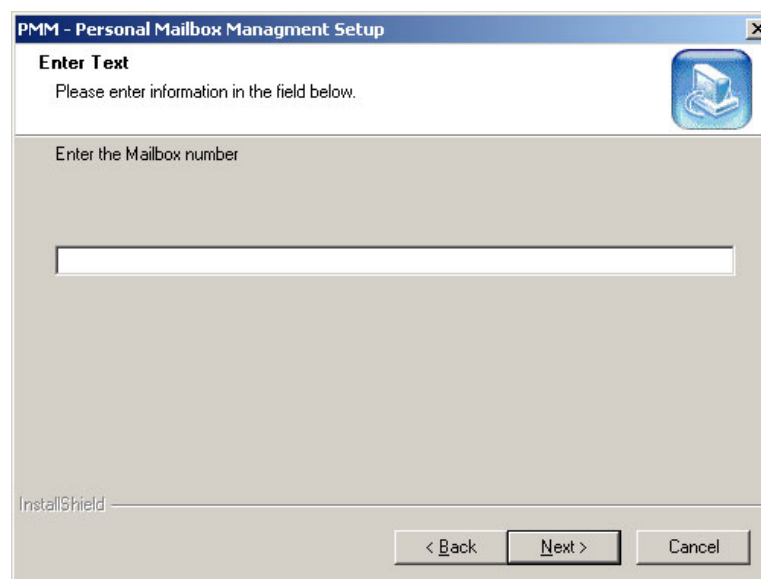 PMM - Personal Mailbox Managment Setup
Enter Text
Please enter information in the field below.
Enter the Mailbox number
InstallShield
< Back
Next >
Cancel